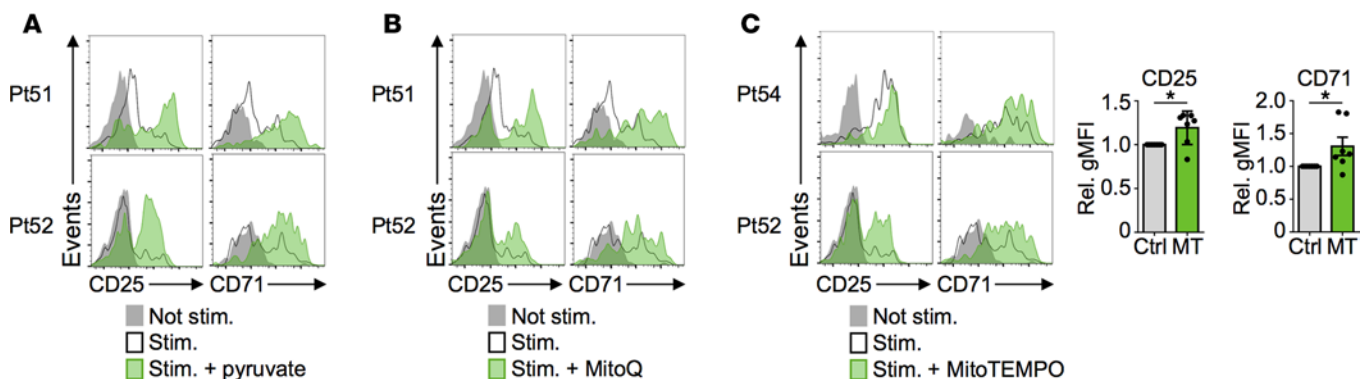 A
Pt51
Pt52
Events
CD25
CD71
Not stim.
Stim.
Stim. + pyruvate
B
Pt51
Pt52
Events
CD25
CD71
Not stim.
Stim.
Stim. + MitoQ
C
Pt54
Pt52
Events
CD25
CD71
Not stim.
Stim.
Stim. + MitoTEMPO
CD25
*
Rel. gMFI
1.5
1.0
0.5
0
Ctrl MT
CD71
*
Rel. gMFI
2.0
1.5
1.0
0.5
0
Ctrl MT